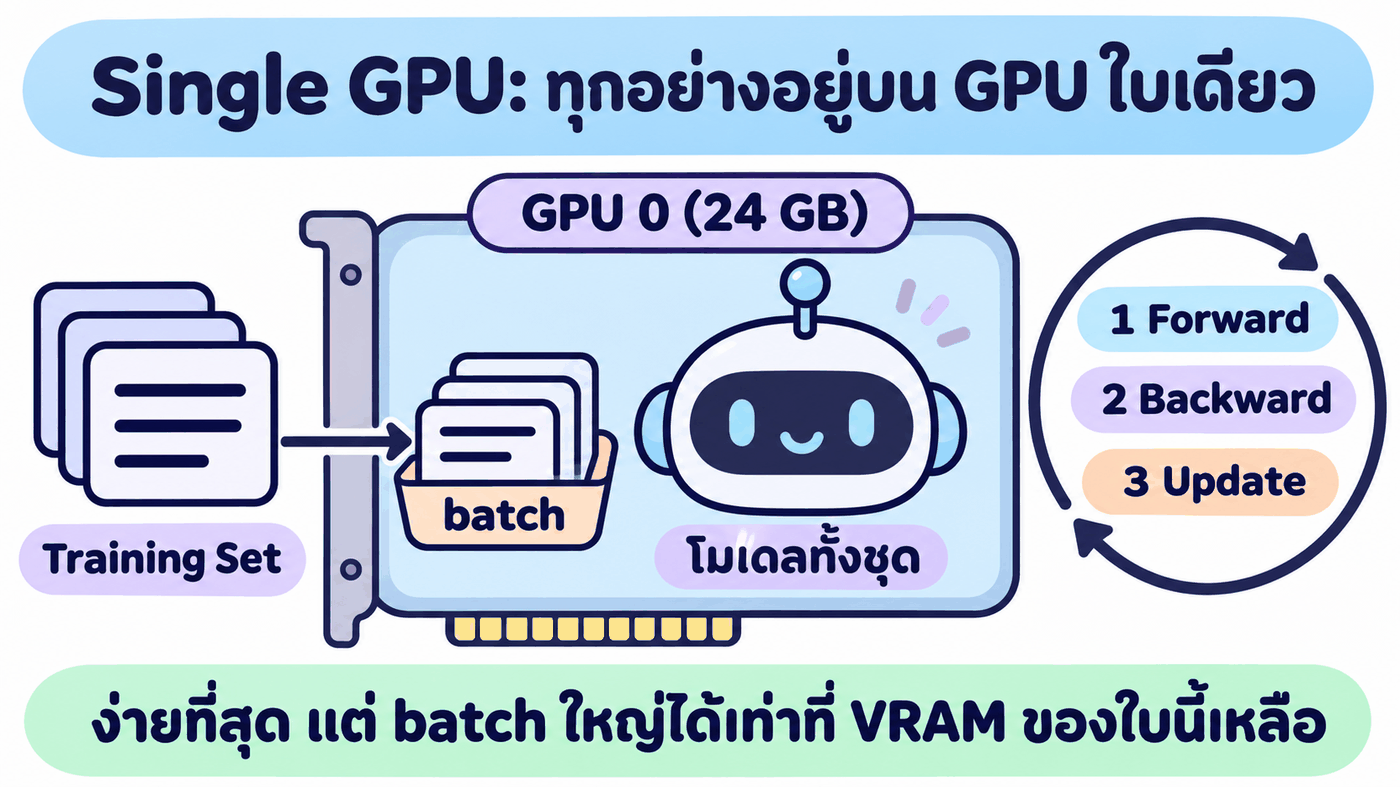 Single GPU: ทุกอย่างอยู่บน GPU ใบเดียว
GPU 0 (24 GB)
Training Set
batch
โมเดลทั้งชุด
1 Forward
2 Backward
3 Update
ง่ายที่สุด แต่ batch ใหญ่ได้เท่าที่ VRAM ของใบนี้เหลือ